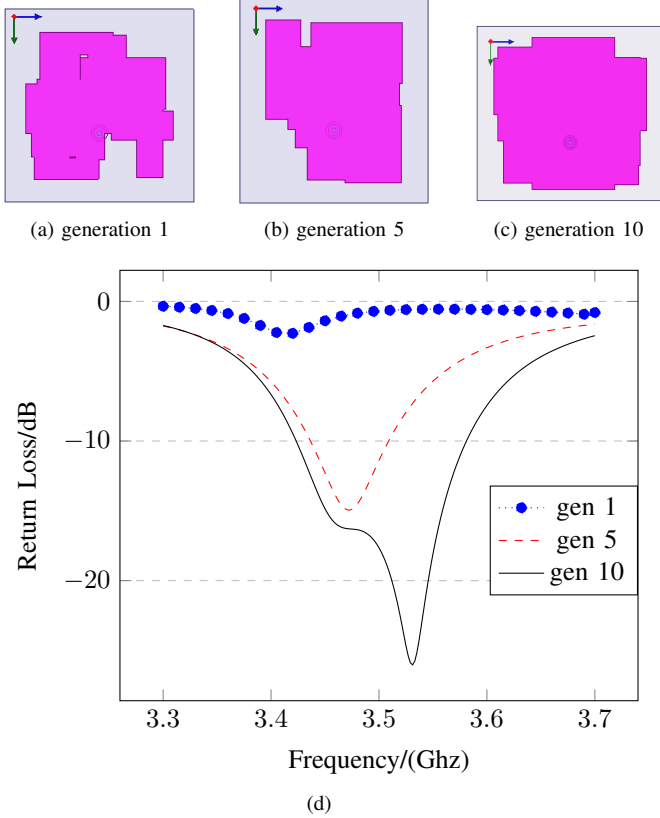 (a) generation 1
(b) generation 5
(c) generation 10
0
−10
−20
Return Loss/dB
gen 1
gen 5
gen 10
3.3
3.4
3.5
3.6
3.7
Frequency/(Ghz)
(d)